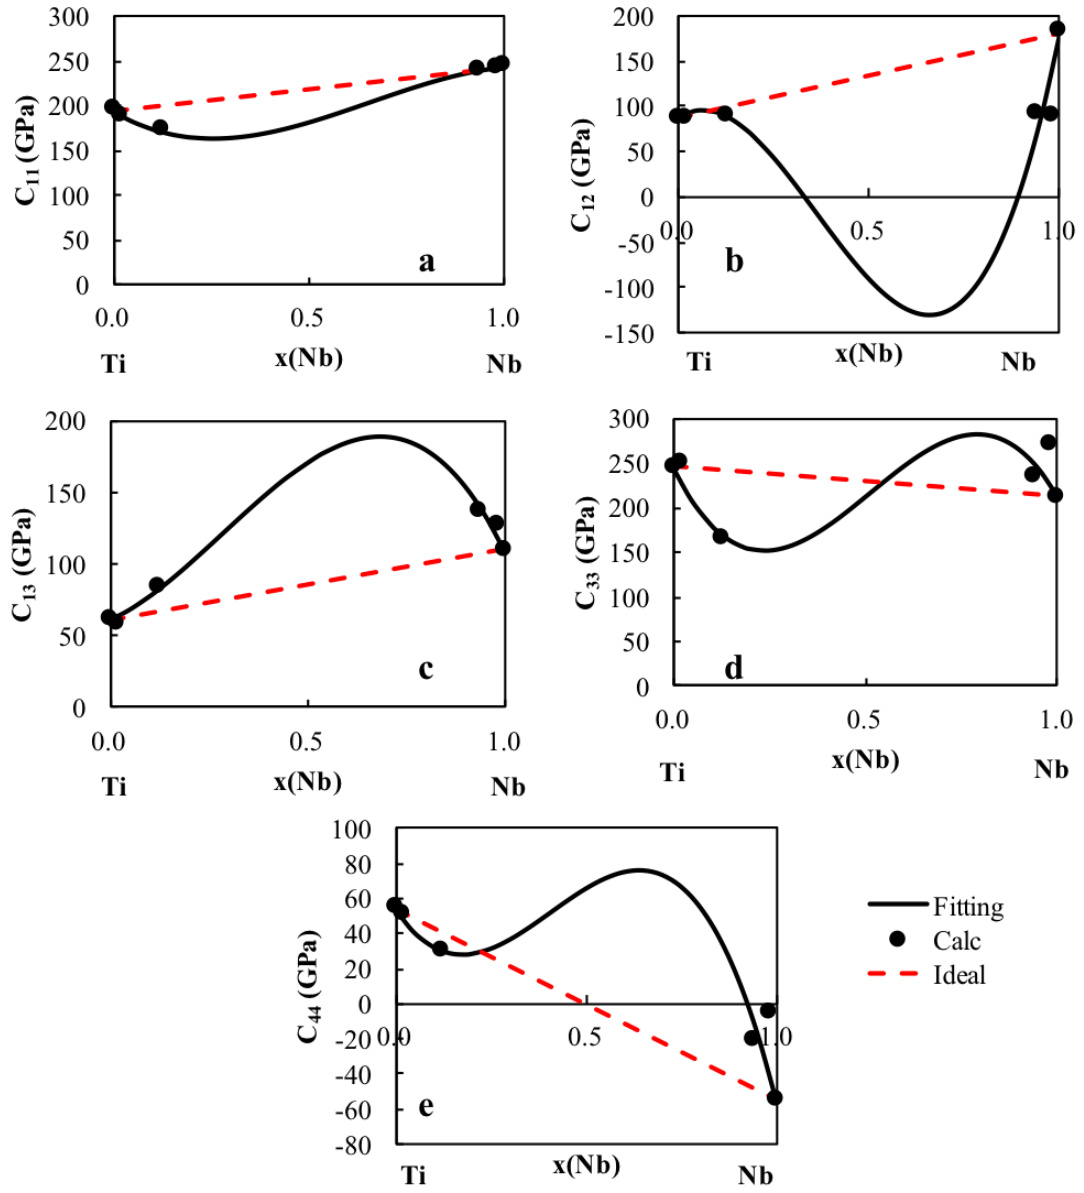 300
250
200
150
100
50
0
C11 (GPa)
a
0.0 0.5 1.0
Ti x(Nb) Nb
200
150
100
50
0
-50
-100
-150
C12 (GPa)
0.0 0.5 1.0
b
Ti x(Nb) Nb
200
150
100
50
0
C13 (GPa)
c
0.0 0.5 1.0
Ti x(Nb) Nb
300
250
200
150
100
50
0
C33 (GPa)
d
0.0 0.5 1.0
Ti x(Nb) Nb
100
80
60
40
20
0
-20
-40
-60
-80
C44 (GPa)
0.0 0.5 1.0
e
Ti x(Nb) Nb
Fitting
Calc
Ideal